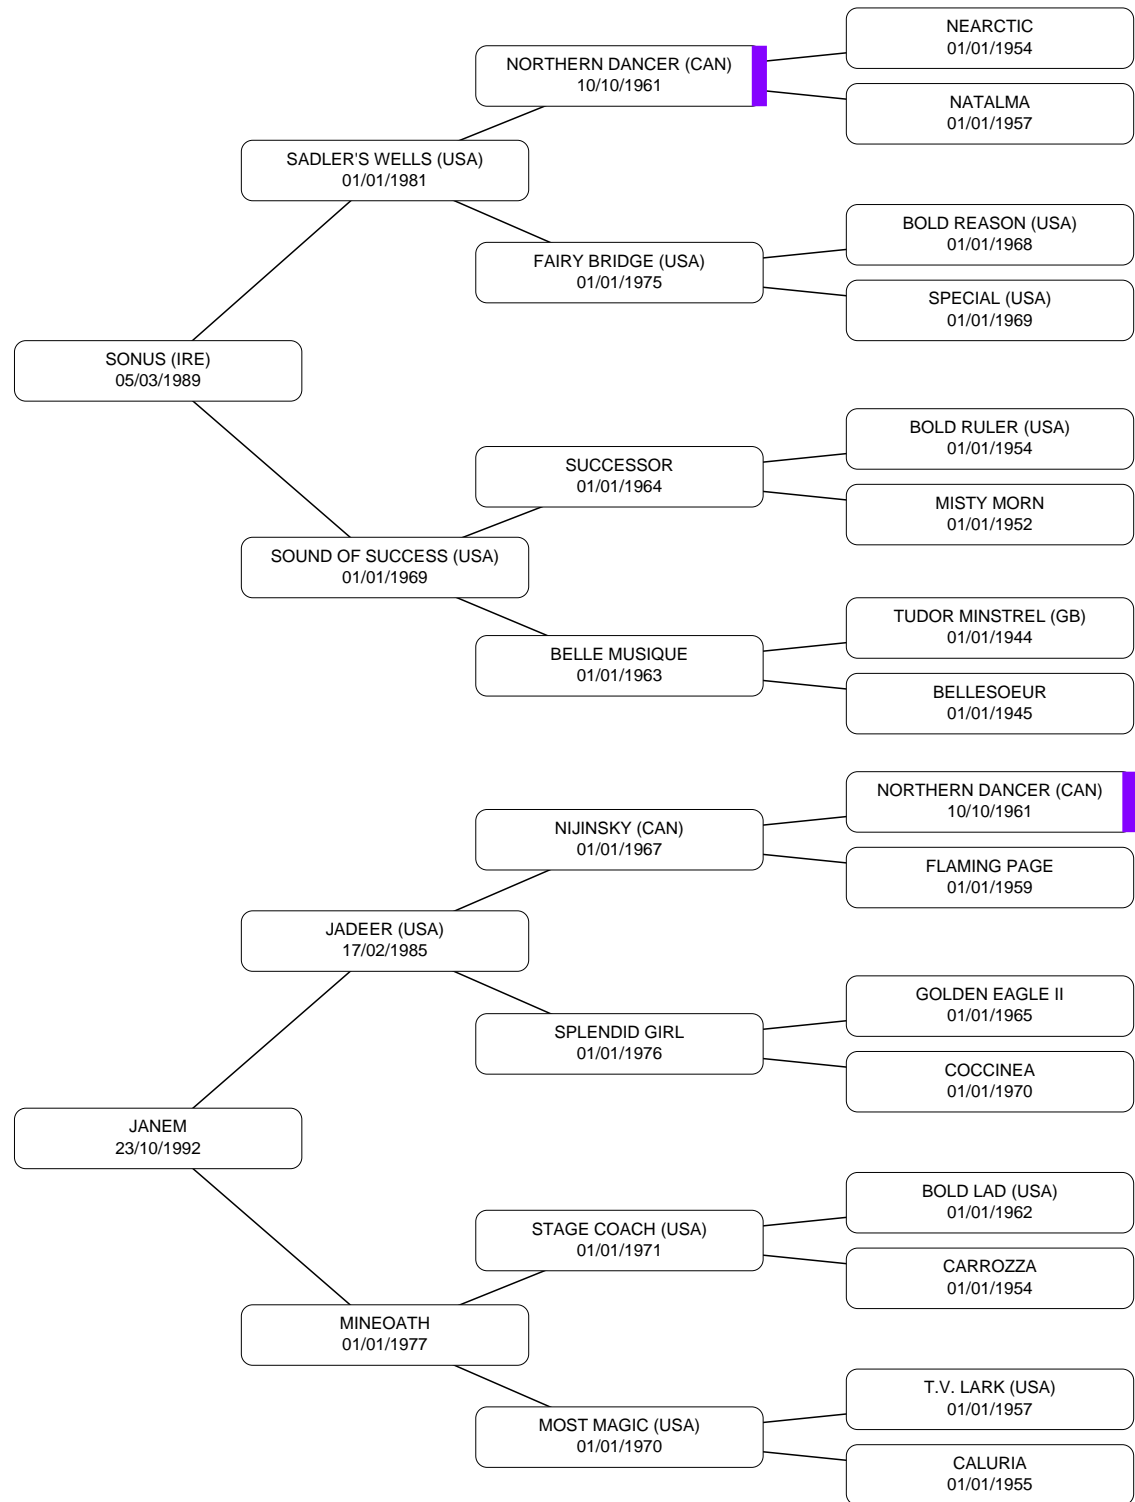 NEARCTIC
01/01/1954
NORTHERN DANCER (CAN)
10/10/1961
NATALMA
01/01/1957
SADLER'S WELLS (USA)
01/01/1981
BOLD REASON (USA)
01/01/1968
FAIRY BRIDGE (USA)
01/01/1975
SPECIAL (USA)
01/01/1969
SONUS (IRE)
05/03/1989
BOLD RULER (USA)
01/01/1954
SUCCESSOR
01/01/1964
MISTY MORN
01/01/1952
SOUND OF SUCCESS (USA)
01/01/1969
TUDOR MINSTREL (GB)
01/01/1944
BELLE MUSIQUE
01/01/1963
BELLESOEUR
01/01/1945
NORTHERN DANCER (CAN)
10/10/1961
NIJINSKY (CAN)
01/01/1967
FLAMING PAGE
01/01/1959
JADEER (USA)
17/02/1985
GOLDEN EAGLE II
01/01/1965
SPLENDID GIRL
01/01/1976
COCCINEA
01/01/1970
JANEM
23/10/1992
BOLD LAD (USA)
01/01/1962
STAGE COACH (USA)
01/01/1971
CARROZZA
01/01/1954
MINEOATH
01/01/1977
T.V. LARK (USA)
01/01/1957
MOST MAGIC (USA)
01/01/1970
CALURIA
01/01/1955